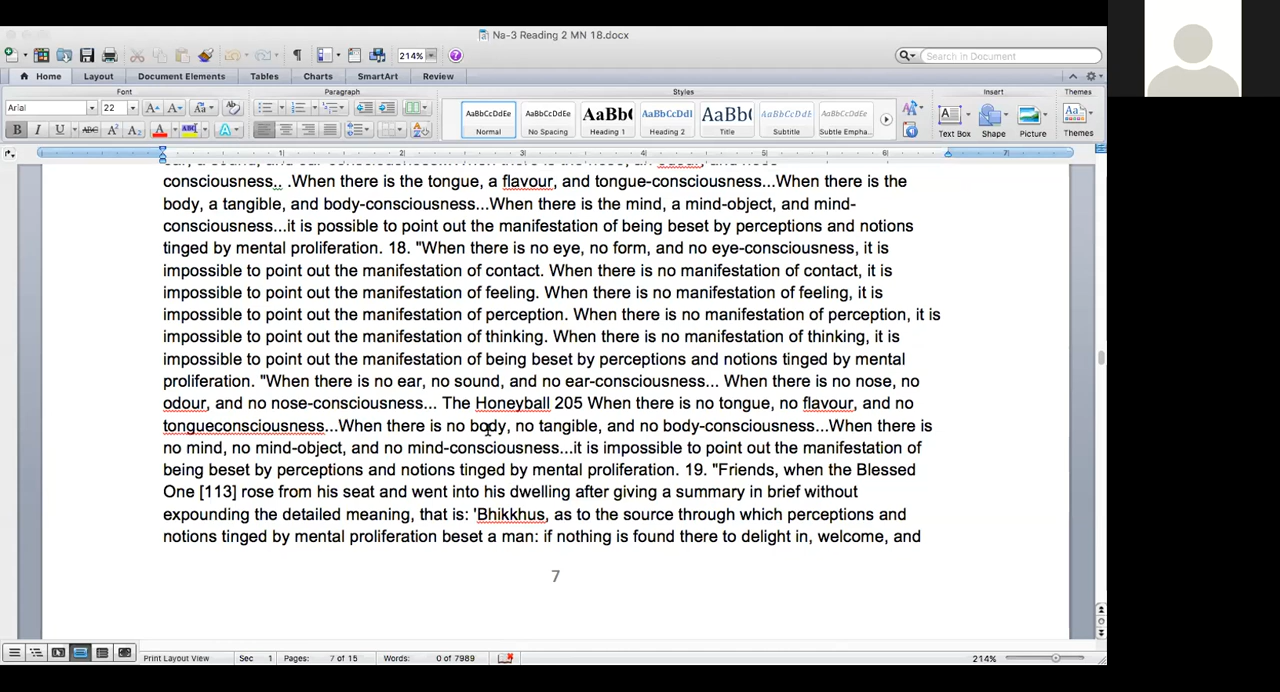 Na-3 Reading 2 MN 18.docx
214%
Search in Document
Home Layout Document Elements Tables Charts SmartArt Review
Font Paragraph Styles Insert Themes
Arial 22
AaBbCcDdEe AaBbCcDdEe AaBb( AaBbCcDdI AaBb( AaBbCcDdEe AaBbCcDdEe
Normal No Spacing Heading 1 Heading 2 Title Subtitle Subtle Empha...
Text Box Shape Picture Themes
1 2 3 4 5 6 7
consciousness.. .When there is the tongue, a flavour, and tongue-consciousness...When there is the
body, a tangible, and body-consciousness...When there is the mind, a mind-object, and mind-
consciousness...it is possible to point out the manifestation of being beset by perceptions and notions
tinged by mental proliferation. 18. "When there is no eye, no form, and no eye-consciousness, it is
impossible to point out the manifestation of contact. When there is no manifestation of contact, it is
impossible to point out the manifestation of feeling. When there is no manifestation of feeling, it is
impossible to point out the manifestation of perception. When there is no manifestation of perception, it is
impossible to point out the manifestation of thinking. When there is no manifestation of thinking, it is
impossible to point out the manifestation of being beset by perceptions and notions tinged by mental
proliferation. "When there is no ear, no sound, and no ear-consciousness... When there is no nose, no
odour, and no nose-consciousness... The Honeyball 205 When there is no tongue, no flavour, and no
tongueconsciousness...When there is no body, no tangible, and no body-consciousness...When there is
no mind, no mind-object, and no mind-consciousness...it is impossible to point out the manifestation of
being beset by perceptions and notions tinged by mental proliferation. 19. "Friends, when the Blessed
One [113] rose from his seat and went into his dwelling after giving a summary in brief without
expounding the detailed meaning, that is: 'Bhikkhus, as to the source through which perceptions and
notions tinged by mental proliferation beset a man: if nothing is found there to delight in, welcome, and
7
Print Layout View Sec 1 Pages: 7 of 15 Words: 0 of 7989 214%